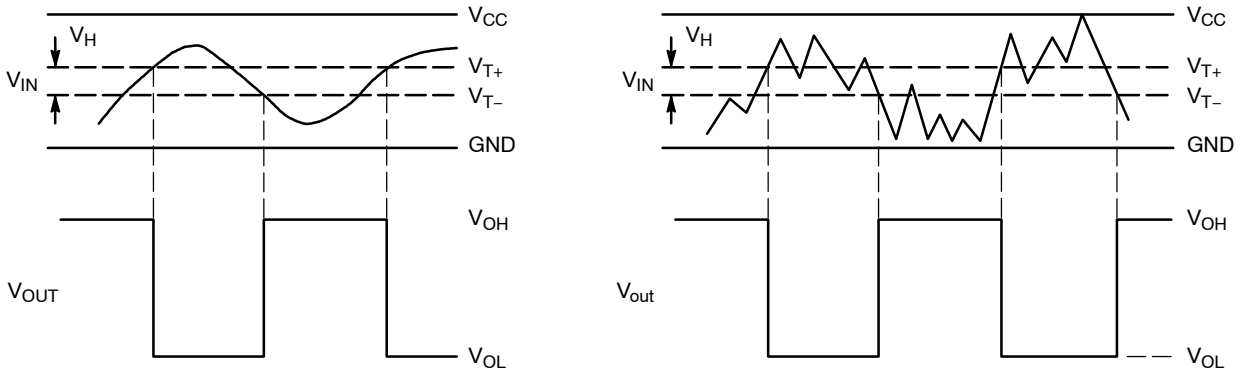 V_CC
V_H
V_IN
V_T+
V_T−
GND
V_OH
V_OUT
V_OL
V_CC
V_H
V_IN
V_T+
V_T−
GND
V_OH
V_out
V_OL